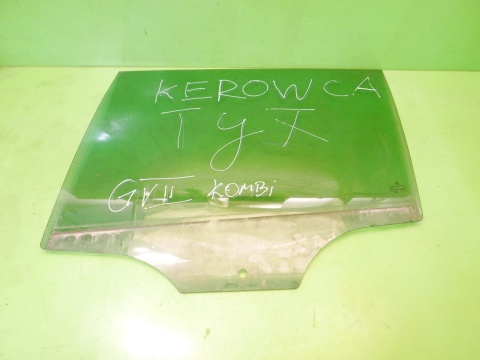 KEROWCA
TYŁ
GVII KOMBI